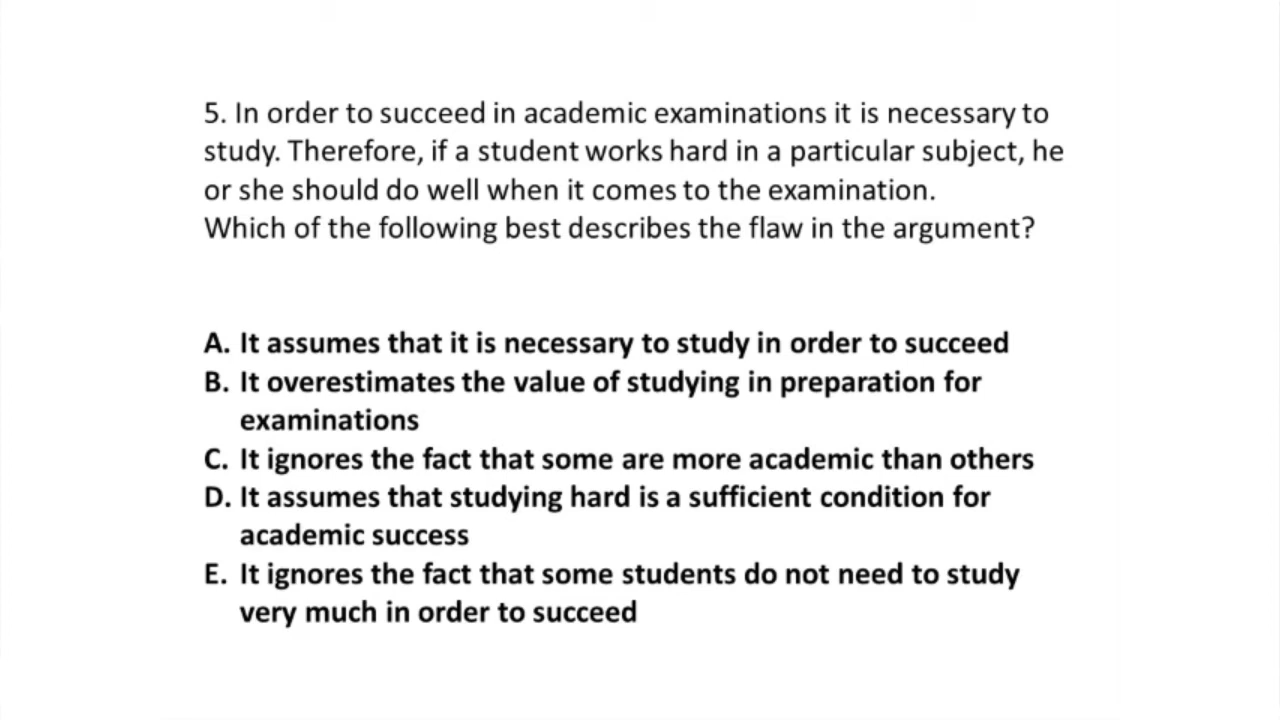 5. In order to succeed in academic examinations it is necessary to
study. Therefore, if a student works hard in a particular subject, he
or she should do well when it comes to the examination.
Which of the following best describes the flaw in the argument?
A. It assumes that it is necessary to study in order to succeed
B. It overestimates the value of studying in preparation for
examinations
C. It ignores the fact that some are more academic than others
D. It assumes that studying hard is a sufficient condition for
academic success
E. It ignores the fact that some students do not need to study
very much in order to succeed